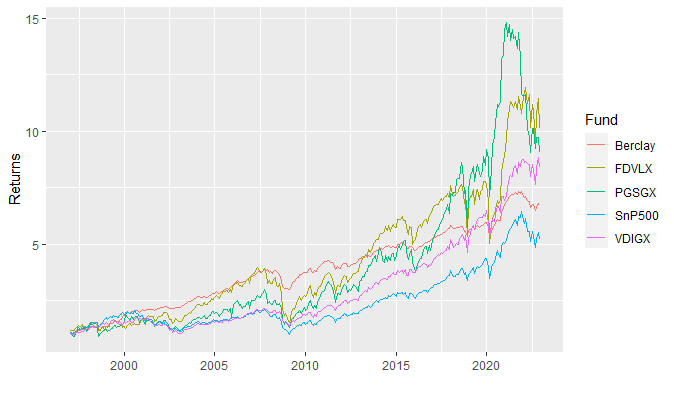 15
10
5
Returns
2000
2005
2010
2015
2020
Fund
Berclay
FDVLX
PGSGX
SnP500
VDIGX